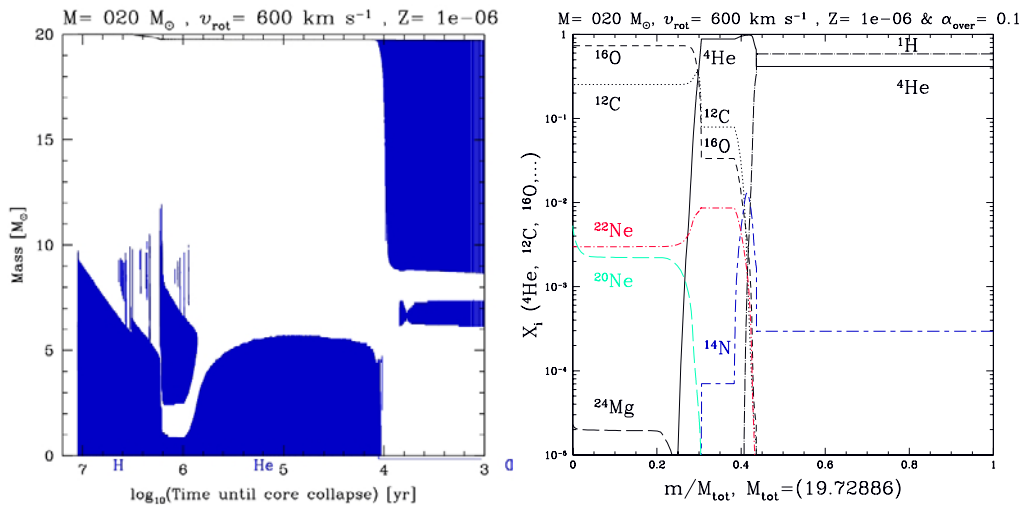 M= 020 M☉, υrot= 600 km s⁻¹ , Z= 1e-06
20
15
10
5
0
Mass [M☉]
7
6
5
4
3
H
He
log₁₀(Time until core collapse) [yr]
M= 020 M☉, υrot= 600 km s⁻¹ , Z= 1e-06 & αover= 0.1
1
10⁻¹
10⁻²
10⁻³
10⁻⁴
10⁻⁵
Xi (⁴He, ¹²C, ¹⁶O,...)
¹⁶O
⁴He
¹H
¹²C
⁴He
¹²C
¹⁶O
²²Ne
²⁰Ne
¹⁴N
²⁴Mg
0
0.2
0.4
0.6
0.8
1
m/Mtot, Mtot=(19.72886)